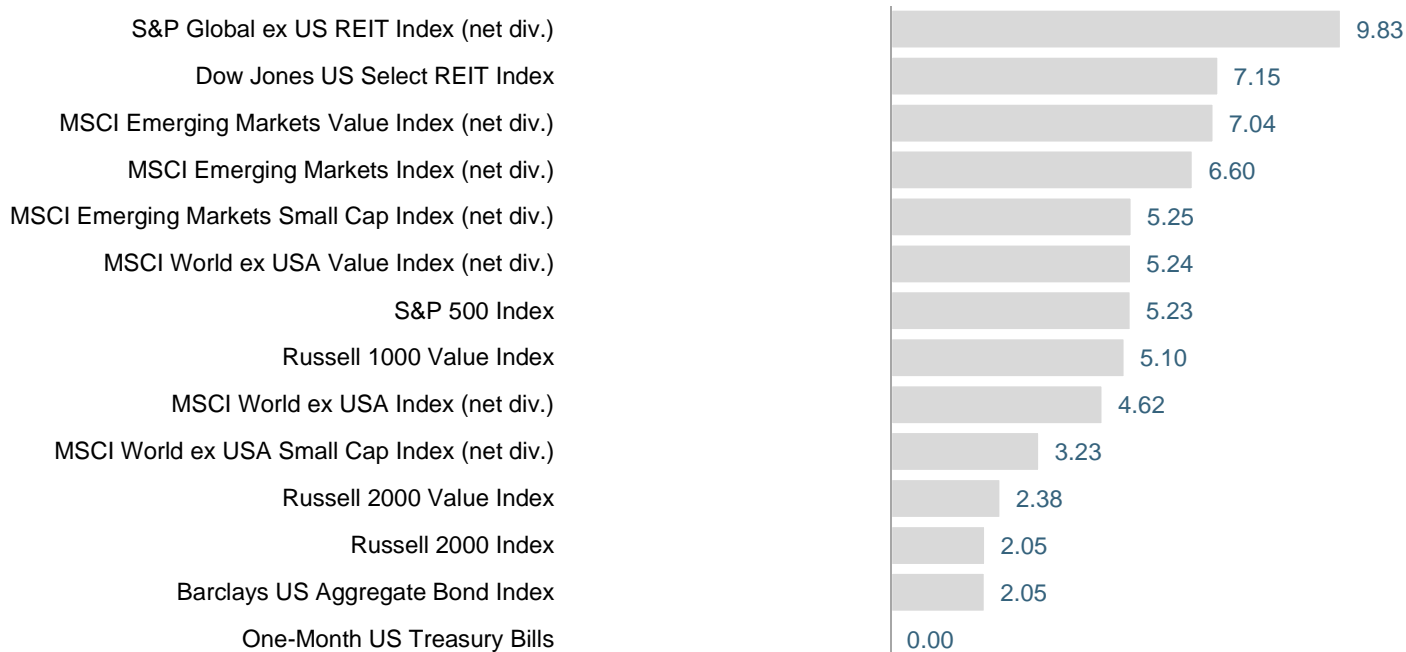 S&P Global ex US REIT Index (net div.) 9.83
Dow Jones US Select REIT Index 7.15
MSCI Emerging Markets Value Index (net div.) 7.04
MSCI Emerging Markets Index (net div.) 6.60
MSCI Emerging Markets Small Cap Index (net div.) 5.25
MSCI World ex USA Value Index (net div.) 5.24
S&P 500 Index 5.23
Russell 1000 Value Index 5.10
MSCI World ex USA Index (net div.) 4.62
MSCI World ex USA Small Cap Index (net div.) 3.23
Russell 2000 Value Index 2.38
Russell 2000 Index 2.05
Barclays US Aggregate Bond Index 2.05
One-Month US Treasury Bills 0.00